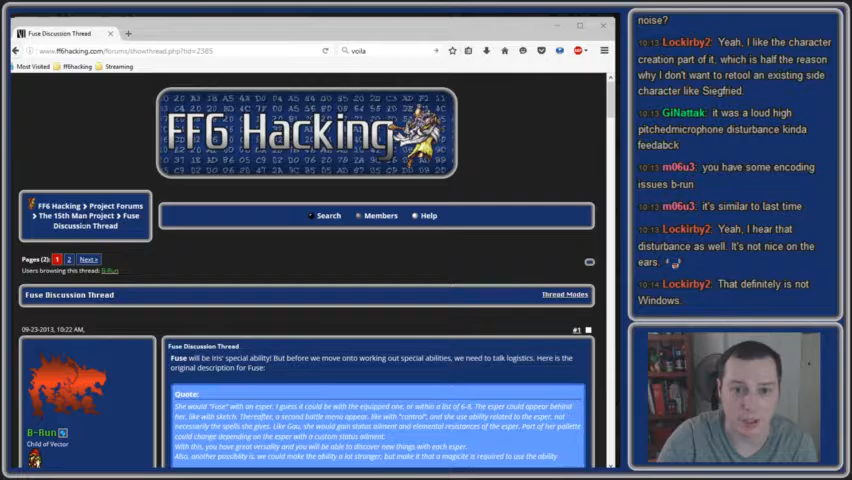 Fuse Discussion Thread
www.ff6hacking.com/forums/showthread.php?tid=2385
voila
Most Visited
ff6hacking
Streaming
FF6 Hacking
FF6 Hacking > Project Forums
> The 15th Man Project > Fuse
Discussion Thread
Search
Members
Help
Pages (2): 1 2 Next »
Users browsing this thread: B-Run
Fuse Discussion Thread
Thread Modes
09-23-2013, 10:22 AM,
#1
B-Run
Child of Vector
Fuse Discussion Thread
Fuse will be Iris' special ability! But before we move onto working out special abilities, we need to talk logistics. Here is the
original description for Fuse:
Quote:
She would "Fuse" with an esper. I guess it could be with the equipped one, or within a list of 6-8. The esper could appear behind
her, like with sketch. Thereafter, a second battle menu appear, like with "control", and she use ability related to the esper, not
necessarily the spells she gives. Like Gau, she would gain status ailment and elemental resistances of the esper. Part of her pallette
could change depending on the esper with a custom status ailment.
With this, you have great versality and you will be able to discover new things with each esper.
Also, another possiblity is, we could make the ability a lot stronger, but make it that a magicite is required to use the ability
noise?
10:13 Lockirby2: Yeah, I like the character
creation part of it, which is half the reason
why I don't want to retool an existing side
character like Siegfried.
10:13 GiNattak: it was a loud high
pitchedmicrophone disturbance kinda
feedabck
10:13 m06u3: you have some encoding
issues b-run
10:13 m06u3: it's similar to last time
10:13 Lockirby2: Yeah, I hear that
disturbance as well. It's not nice on the
ears.
10:14 Lockirby2: That definitely is not
Windows.